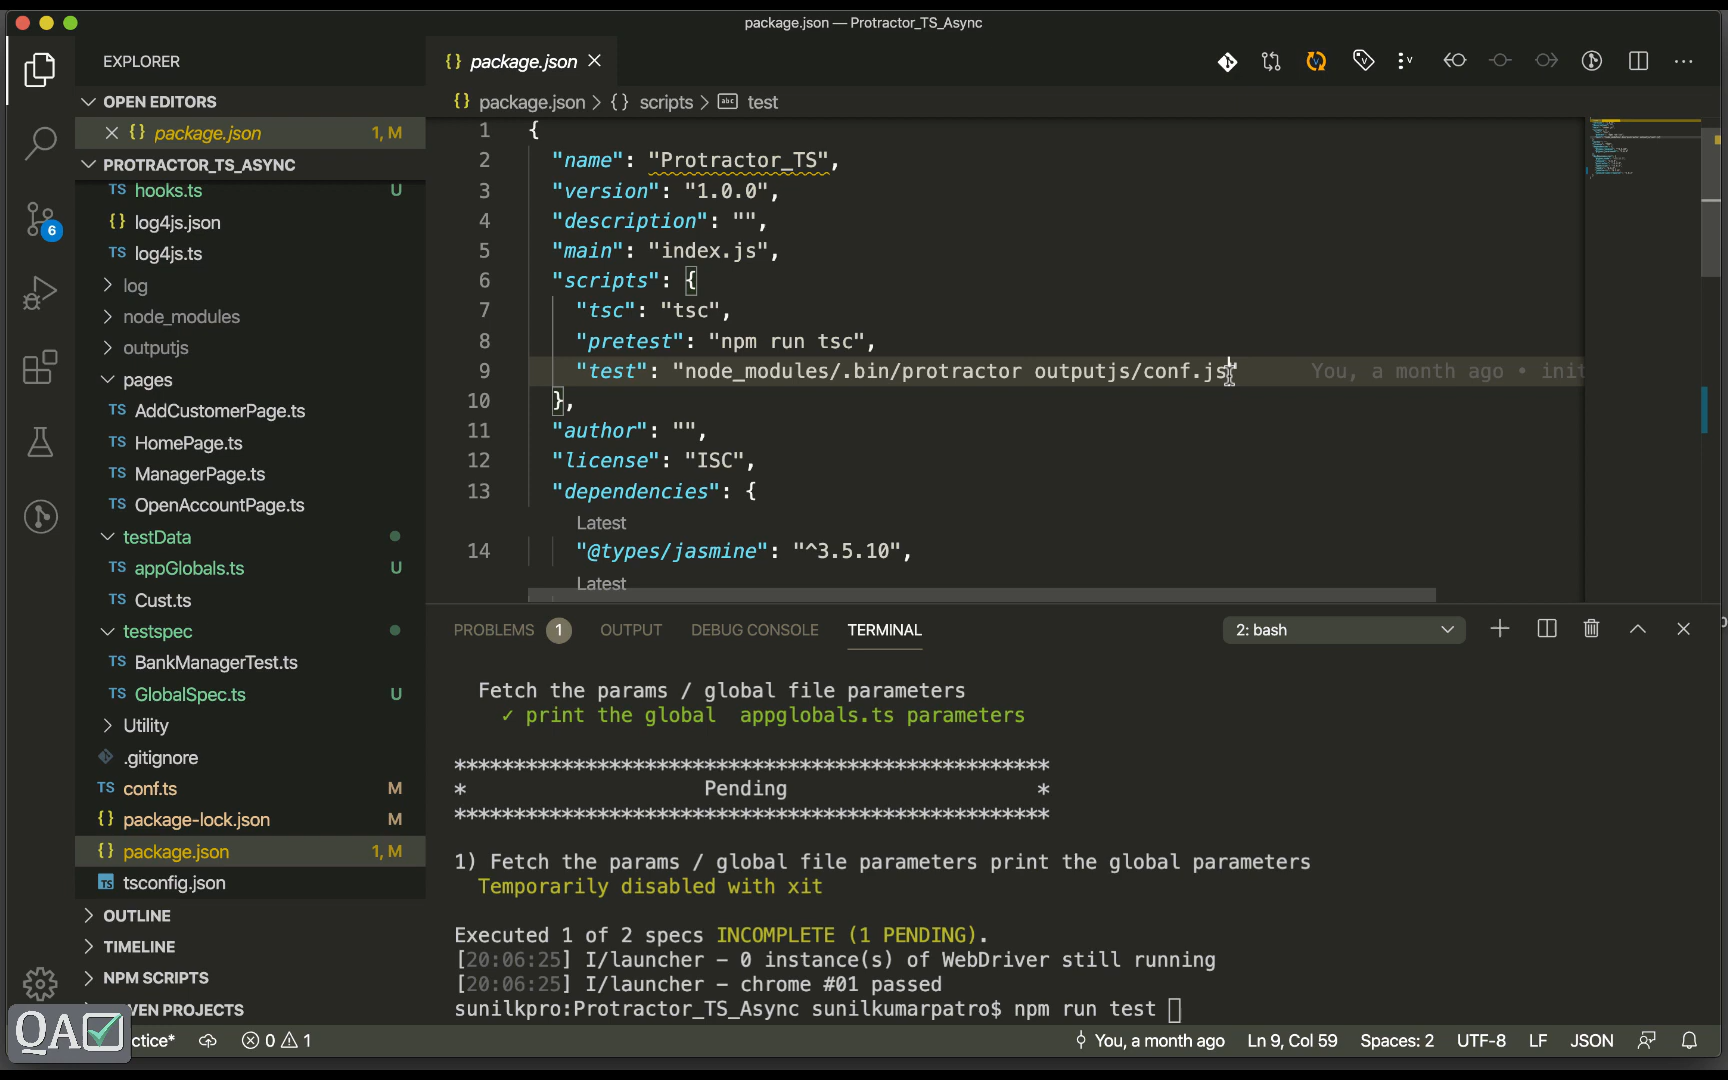 package.json — Protractor_TS_Async
EXPLORER
OPEN EDITORS
{} package.json 1, M
PROTRACTOR_TS_ASYNC
TS hooks.ts U
{} log4js.json
TS log4js.ts
log
node_modules
outputjs
pages
TS AddCustomerPage.ts
TS HomePage.ts
TS ManagerPage.ts
TS OpenAccountPage.ts
testData
TS appGlobals.ts U
TS Cust.ts
testspec
TS BankManagerTest.ts
TS GlobalSpec.ts U
Utility
.gitignore
TS conf.ts M
{} package-lock.json M
{} package.json 1, M
TS tsconfig.json
OUTLINE
TIMELINE
NPM SCRIPTS
VEN PROJECTS
6
{} package.json
{} package.json > {} scripts > abc test
1 {
2 "name": "Protractor_TS",
3 "version": "1.0.0",
4 "description": "",
5 "main": "index.js",
6 "scripts": {
7 "tsc": "tsc",
8 "pretest": "npm run tsc",
9 "test": "node_modules/.bin/protractor outputjs/conf.js" You, a month ago • init
10 },
11 "author": "",
12 "license": "ISC",
13 "dependencies": {
Latest
14 "@types/jasmine": "^3.5.10",
Latest
PROBLEMS 1 OUTPUT DEBUG CONSOLE TERMINAL 2: bash
Fetch the params / global file parameters
✓ print the global  appglobals.ts parameters
**************************************************
* Pending *
**************************************************
1) Fetch the params / global file parameters print the global parameters
Temporarily disabled with xit
Executed 1 of 2 specs INCOMPLETE (1 PENDING).
[20:06:25] I/launcher – 0 instance(s) of WebDriver still running
[20:06:25] I/launcher – chrome #01 passed
sunilkpro:Protractor_TS_Async sunilkumarpatro$ npm run test
QA
ctice* 0 1 You, a month ago Ln 9, Col 59 Spaces: 2 UTF-8 LF JSON